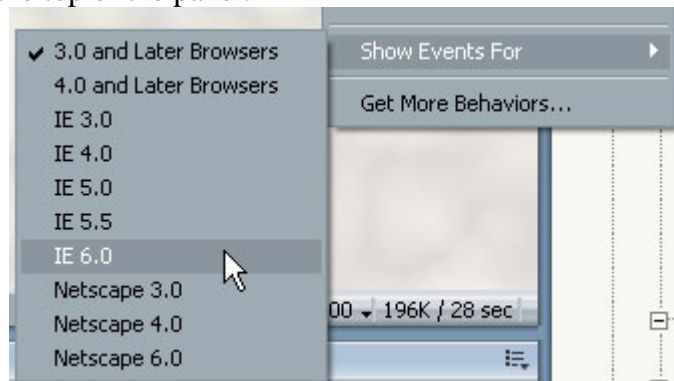 3.0 and Later Browsers
4.0 and Later Browsers
IE 3.0
IE 4.0
IE 5.0
IE 5.5
IE 6.0
Netscape 3.0
Netscape 4.0
Netscape 6.0
Show Events For
Get More Behaviors...
00 196K / 28 sec